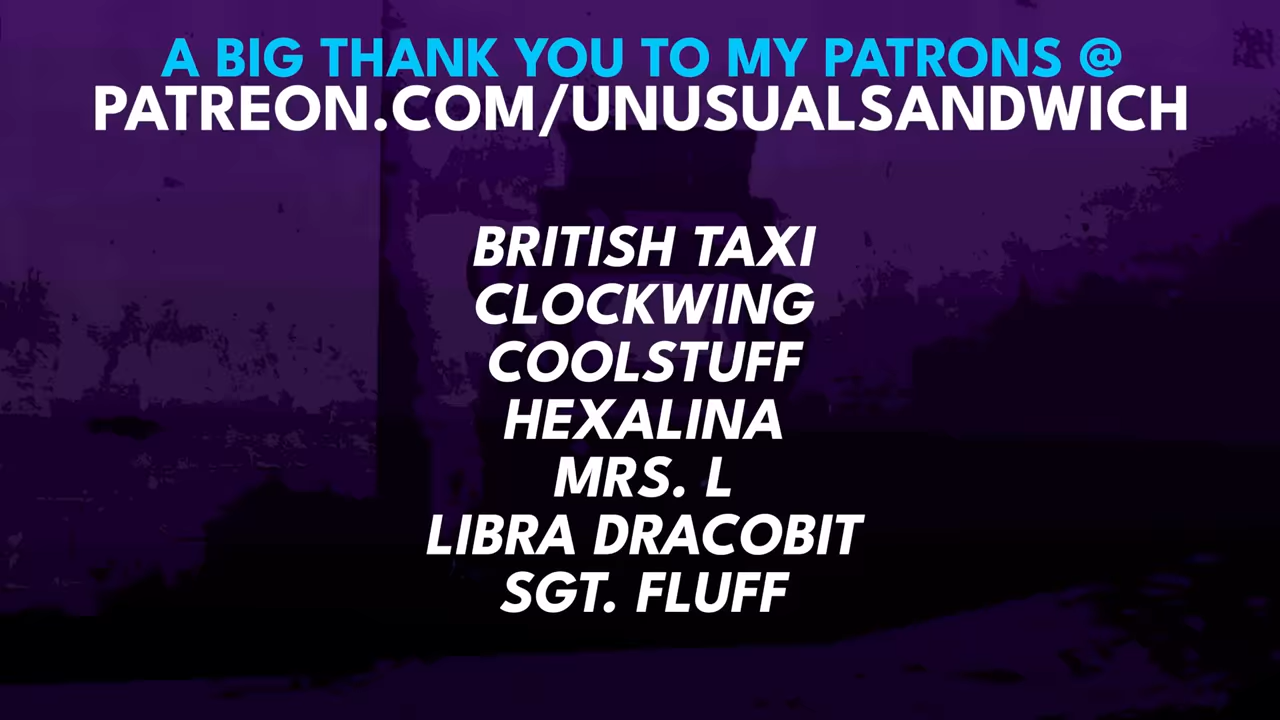 A BIG THANK YOU TO MY PATRONS @
PATREON.COM/UNUSUALSANDWICH
BRITISH TAXI
CLOCKWING
COOLSTUFF
HEXALINA
MRS. L
LIBRA DRACOBIT
SGT. FLUFF